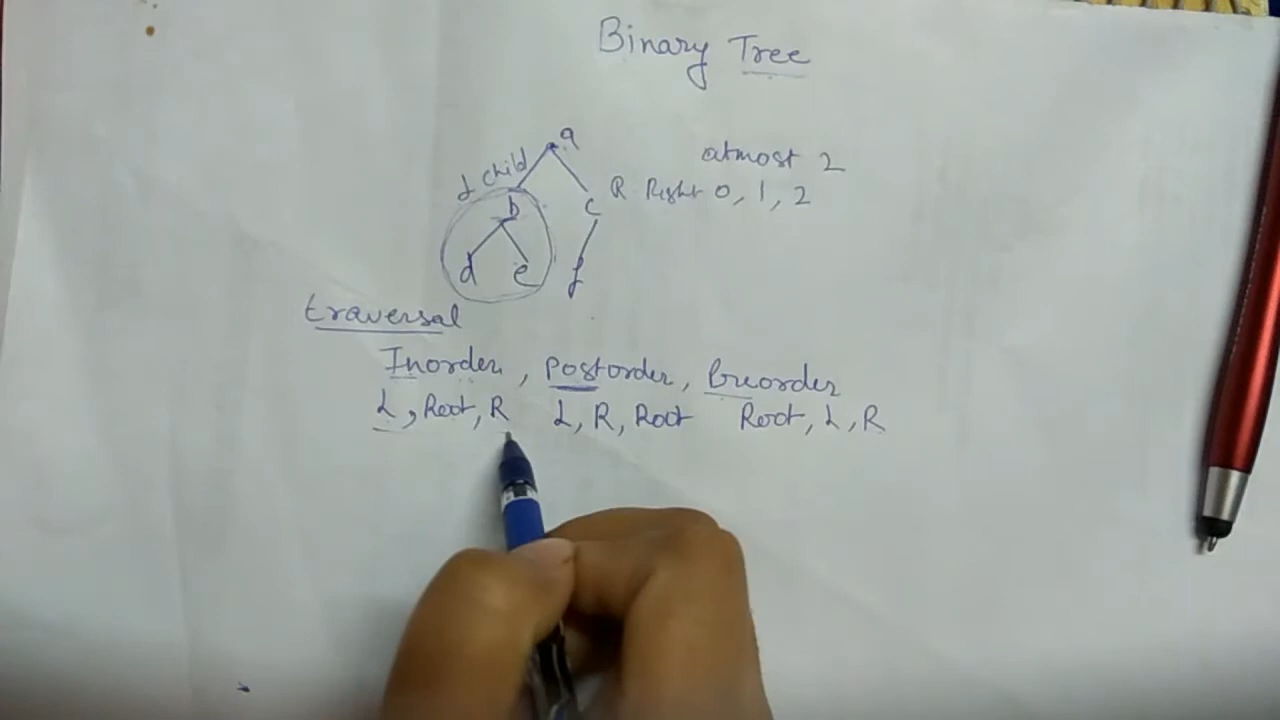 Binary Tree
a
L child
atmost 2
b
c
R Right 0, 1, 2
d
e
f
traversal
Inorder, postorder, preorder
L, Root, R L, R, Root Root, L, R